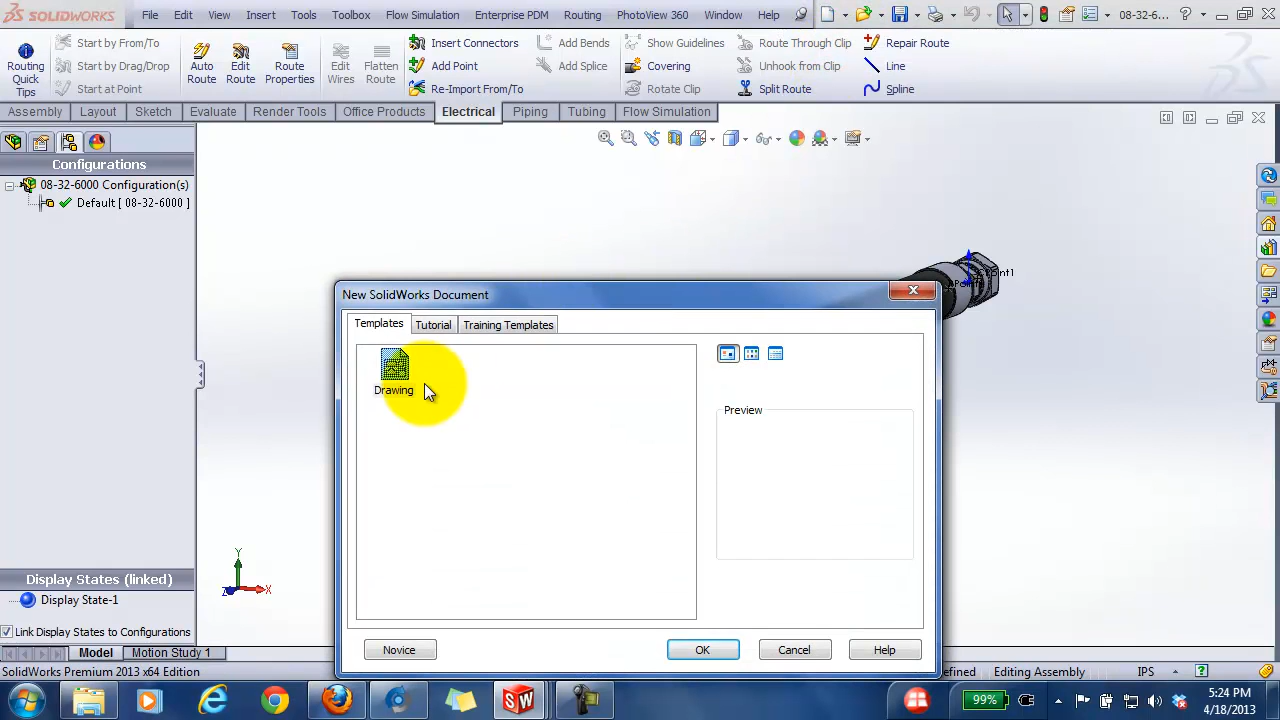 SOLIDWORKS File Edit View Insert Tools Toolbox Flow Simulation Enterprise PDM Routing PhotoView 360 Window Help 08-32-6...
Routing Quick Tips
Start by From/To
Start by Drag/Drop
Start at Point
Auto Route
Edit Route
Route Properties
Edit Wires
Flatten Route
Insert Connectors
Add Point
Re-Import From/To
Add Bends
Add Splice
Show Guidelines
Covering
Rotate Clip
Route Through Clip
Unhook from Clip
Split Route
Repair Route
Line
Spline
Assembly Layout Sketch Evaluate Render Tools Office Products Electrical Piping Tubing Flow Simulation
Configurations
08-32-6000 Configuration(s)
Default [ 08-32-6000 ]
New SolidWorks Document
Templates Tutorial Training Templates
Drawing
Preview
Novice OK Cancel Help
Y
X
Z
Display States (linked)
Display State-1
Link Display States to Configurations
Model Motion Study 1
SolidWorks Premium 2013 x64 Edition
Editing Assembly IPS
99%
5:24 PM
4/18/2013